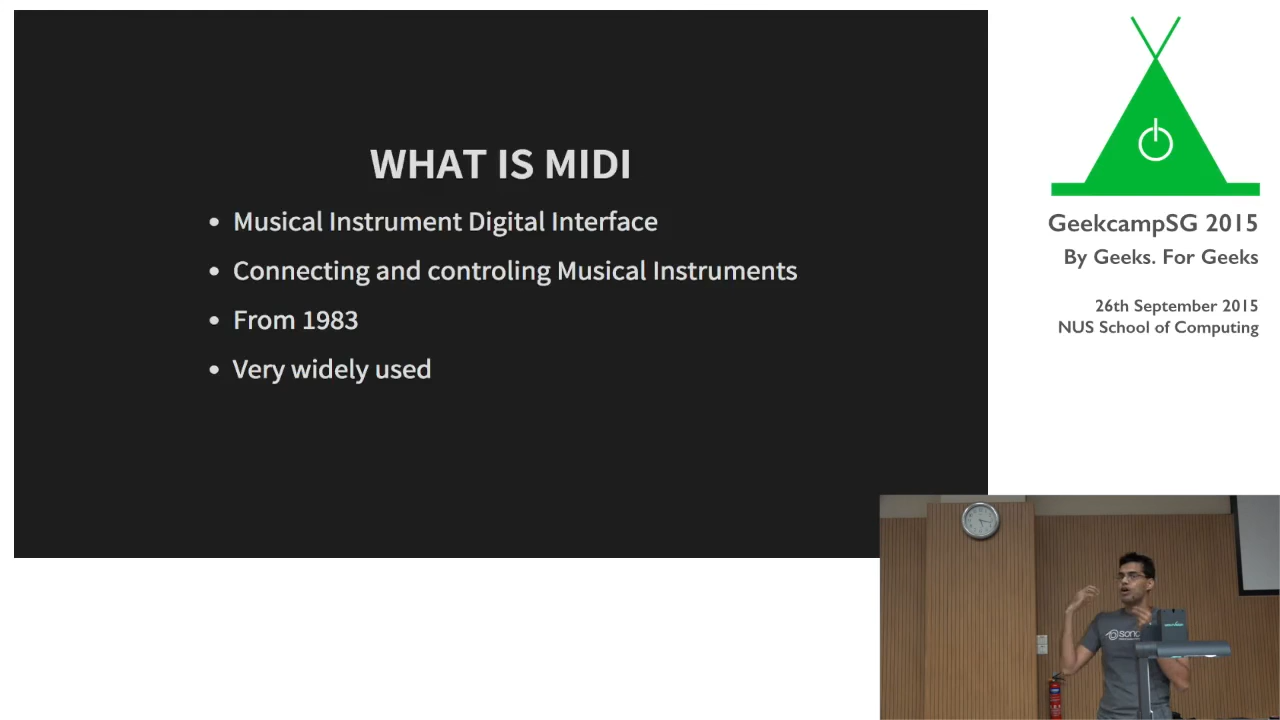 WHAT IS MIDI
• Musical Instrument Digital Interface
• Connecting and controling Musical Instruments
• From 1983
• Very widely used
GeekcampSG 2015
By Geeks. For Geeks
26th September 2015
NUS School of Computing